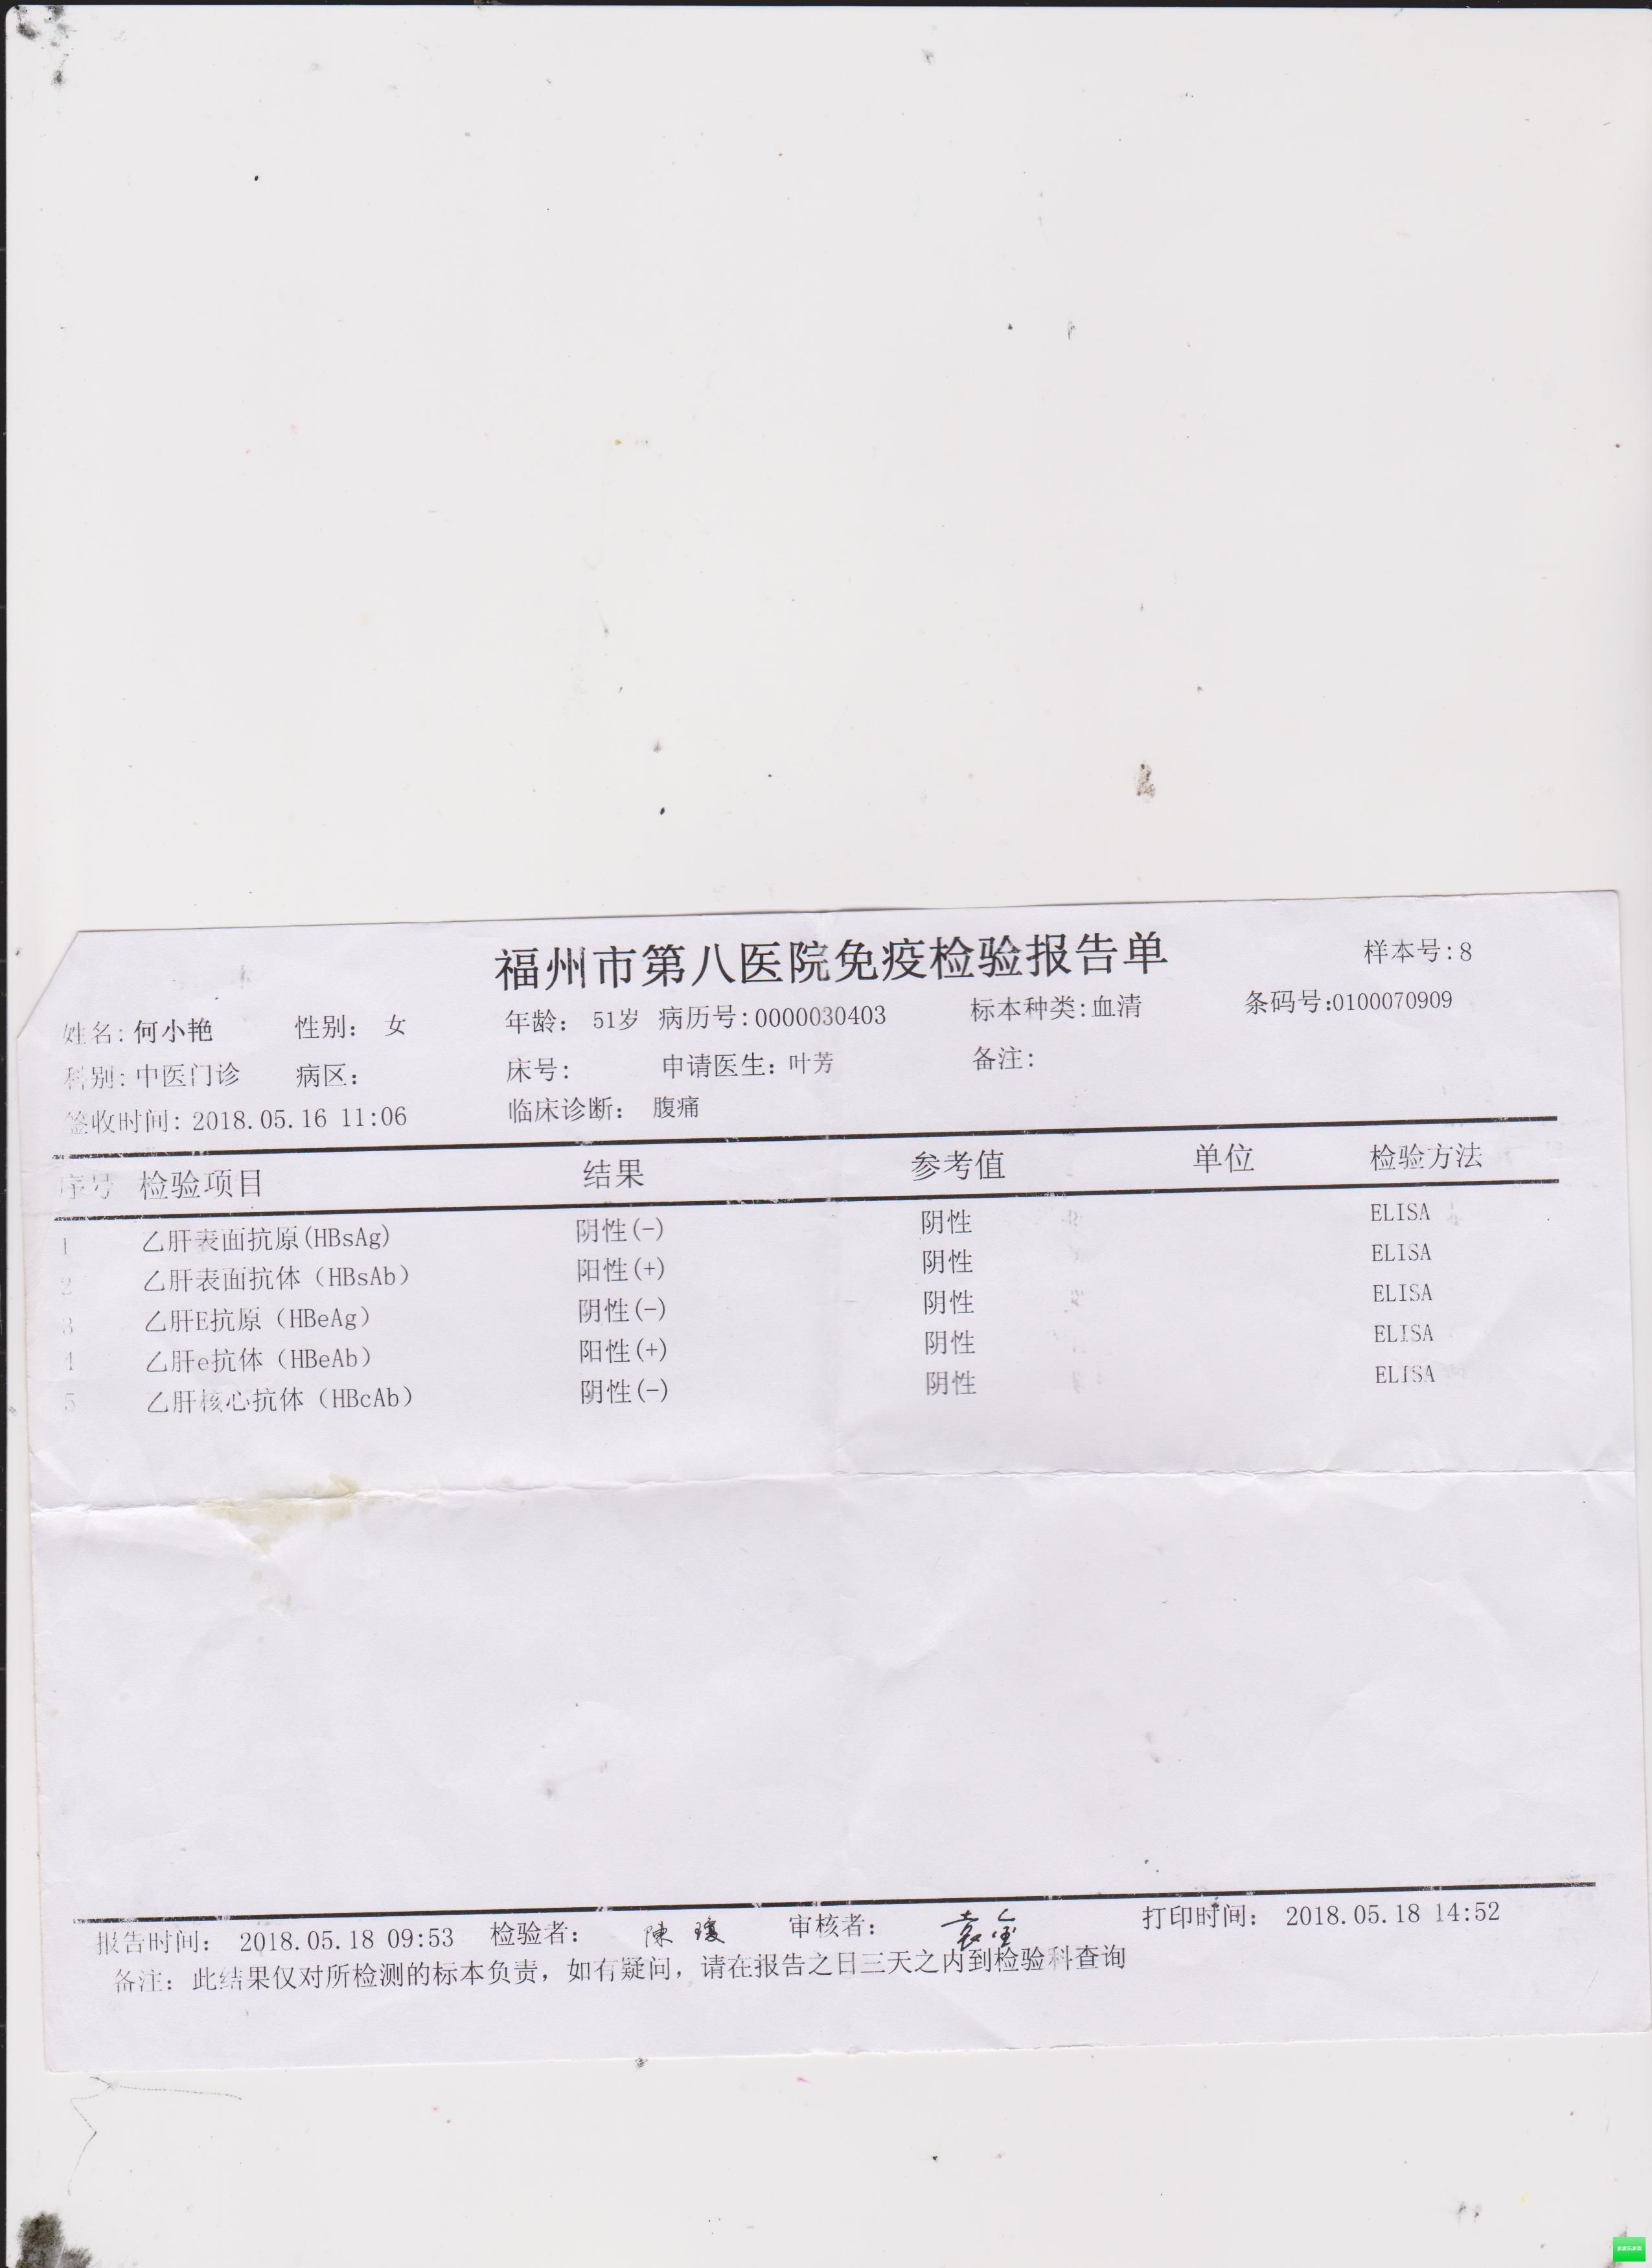 福州市第八医院免疫检验报告单 样本号:8
姓名:何小艳 性别: 女 年龄: 51岁 病历号:0000030403 标本种类:血清 条码号:0100070909
科别:中医门诊 病区: 床号: 申请医生:叶芳 备注:
签收时间:2018.05.16 11:06 临床诊断: 腹痛
序号 检验项目 结果 参考值 单位 检验方法
1 乙肝表面抗原(HBsAg) 阴性(-) 阴性 ELISA
2 乙肝表面抗体(HBsAb) 阳性(+) 阴性 ELISA
3 乙肝E抗原(HBeAg) 阴性(-) 阴性 ELISA
4 乙肝e抗体(HBeAb) 阳性(+) 阴性 ELISA
5 乙肝核心抗体(HBcAb) 阴性(-) 阴性 ELISA
报告时间: 2018.05.18 09:53 检验者: 陳瓊 审核者: 打印时间: 2018.05.18 14:52
备注:此结果仅对所检测的标本负责,如有疑问,请在报告之日三天之内到检验科查询